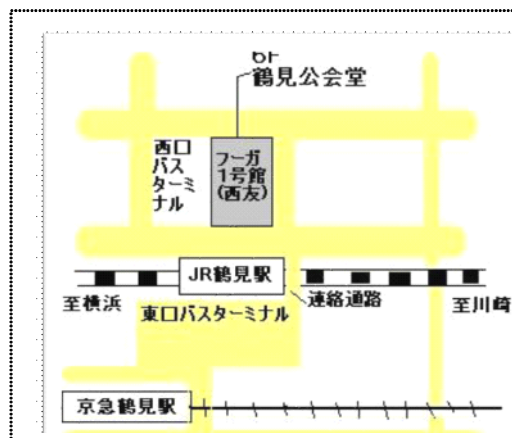 6F
鶴見公会堂
西口
バス
ターミ
ナル
フーガ
1号館
(西友)
JR鶴見駅
至横浜
東口バスターミナル
連絡通路
至川崎
京急鶴見駅